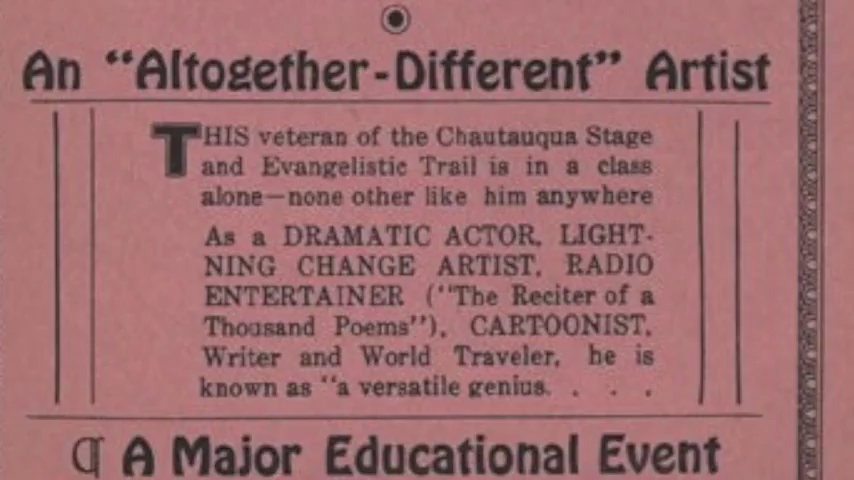 An "Altogether-Different" Artist
THIS veteran of the Chautauqua Stage
and Evangelistic Trail is in a class
alone—none other like him anywhere
As a DRAMATIC ACTOR, LIGHT-
NING CHANGE ARTIST, RADIO
ENTERTAINER ("The Reciter of a
Thousand Poems"), CARTOONIST,
Writer and World Traveler, he is
known as "a versatile genius. . . .
¶ A Major Educational Event